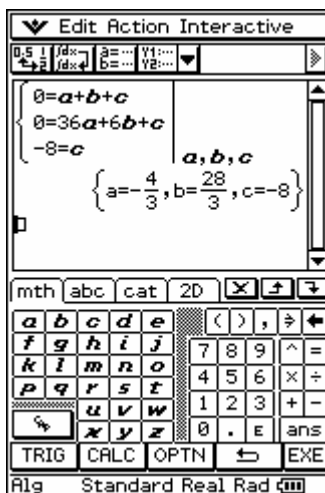 Edit Action Interactive
0=a+b+c
0=36a+6b+c
-8=c
a,b,c
{a=-4/3,b=28/3,c=-8}
mth abc cat 2D
a b c d e ( ) , ⇒ ←
f g h i j 7 8 9 ^ =
k l m n o 4 5 6 × ÷
p q r s t 1 2 3 + -
u v w 0 . E ans
x y z
TRIG CALC OPTN EXE
Alg Standard Real Rad